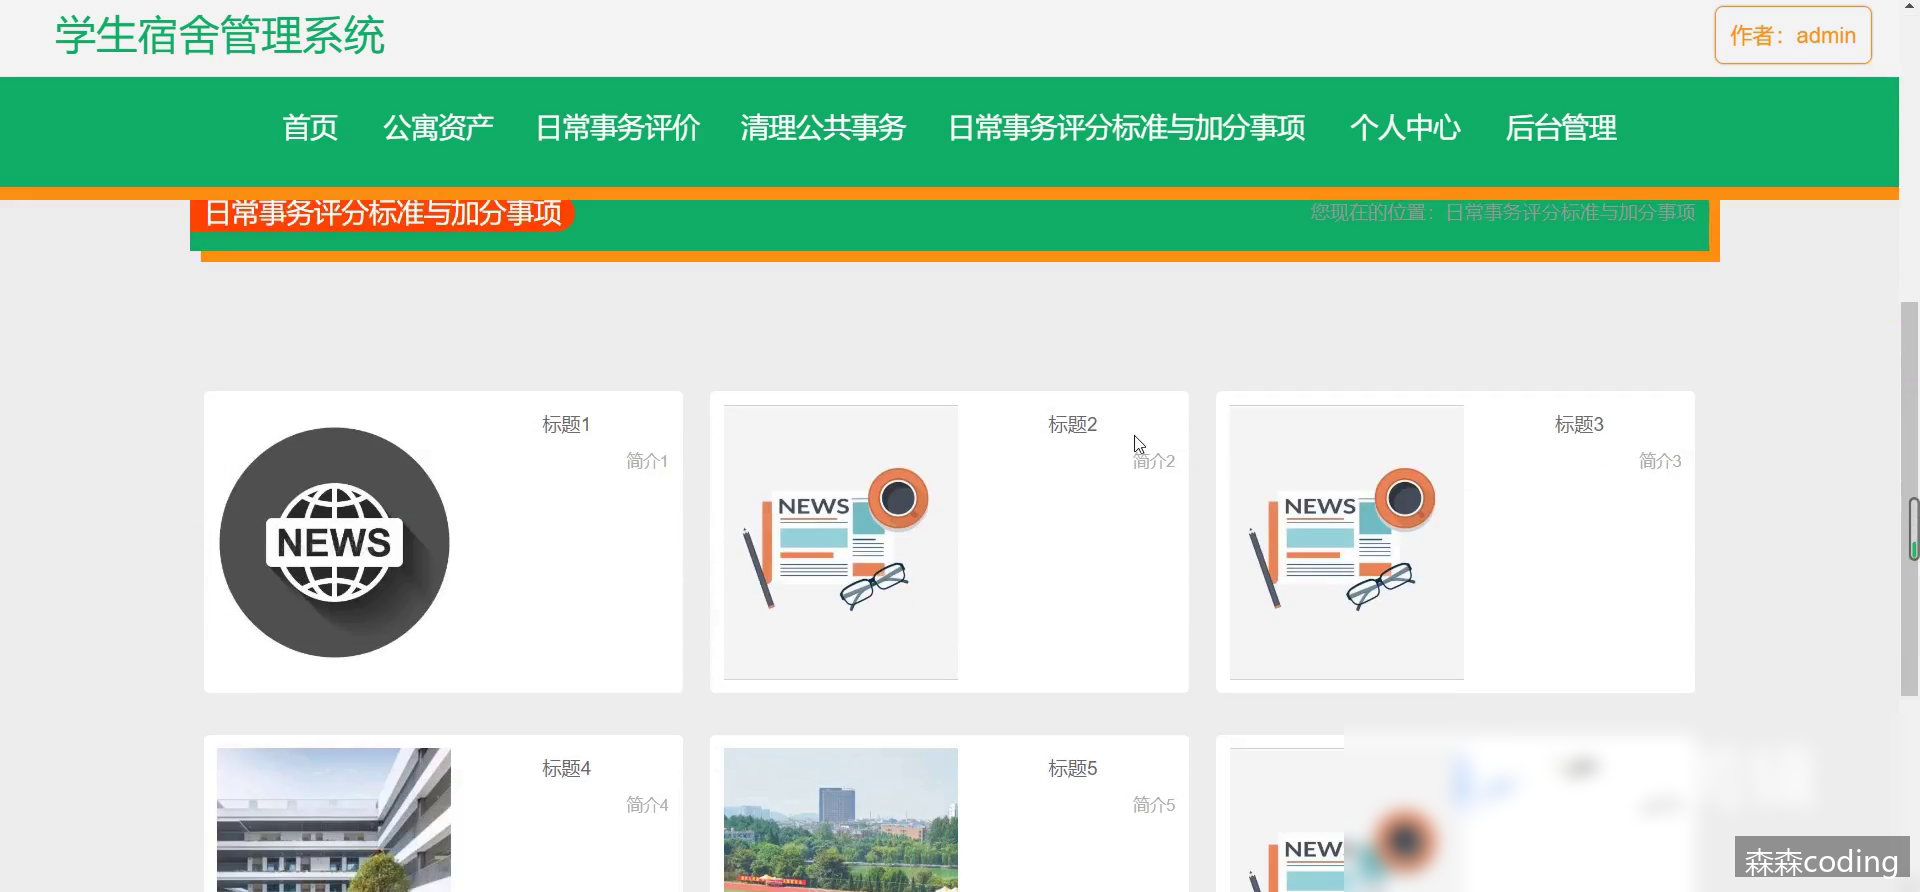 学生宿舍管理系统
作者：admin
首页 公寓资产 日常事务评价 清理公共事务 日常事务评分标准与加分事项 个人中心 后台管理
日常事务评分标准与加分事项
您现在的位置：日常事务评分标准与加分事项
标题1
简介1
NEWS
标题2
简介2
NEWS
标题3
简介3
NEWS
标题4
简介4
标题5
简介5
NEW
森森coding